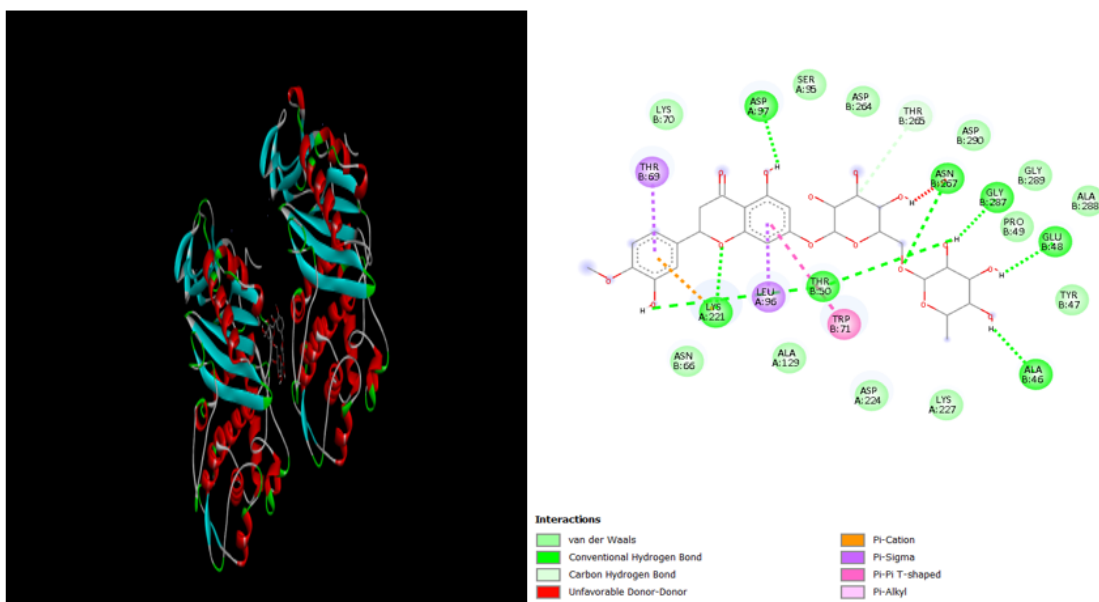 SER
A:95
LYS
B:70
ASP
A:97
ASP
B:264
THR
B:265
ASP
B:290
THR
B:69
ASN
B:267
GLY
B:289
GLY
B:287
ALA
B:288
PRO
B:49
GLU
B:48
H
O
O
H
O
O
O
O
O
O
H
O
O
H
O
O
H
O
O
H
O
H
O
H
THR
B:50
LEU
A:96
LYS
A:221
TRP
B:71
TYR
B:47
ALA
B:46
ASN
B:66
ALA
A:129
ASP
A:224
LYS
A:227
Interactions
van der Waals
Conventional Hydrogen Bond
Carbon Hydrogen Bond
Unfavorable Donor-Donor
Pi-Cation
Pi-Sigma
Pi-Pi T-shaped
Pi-Alkyl